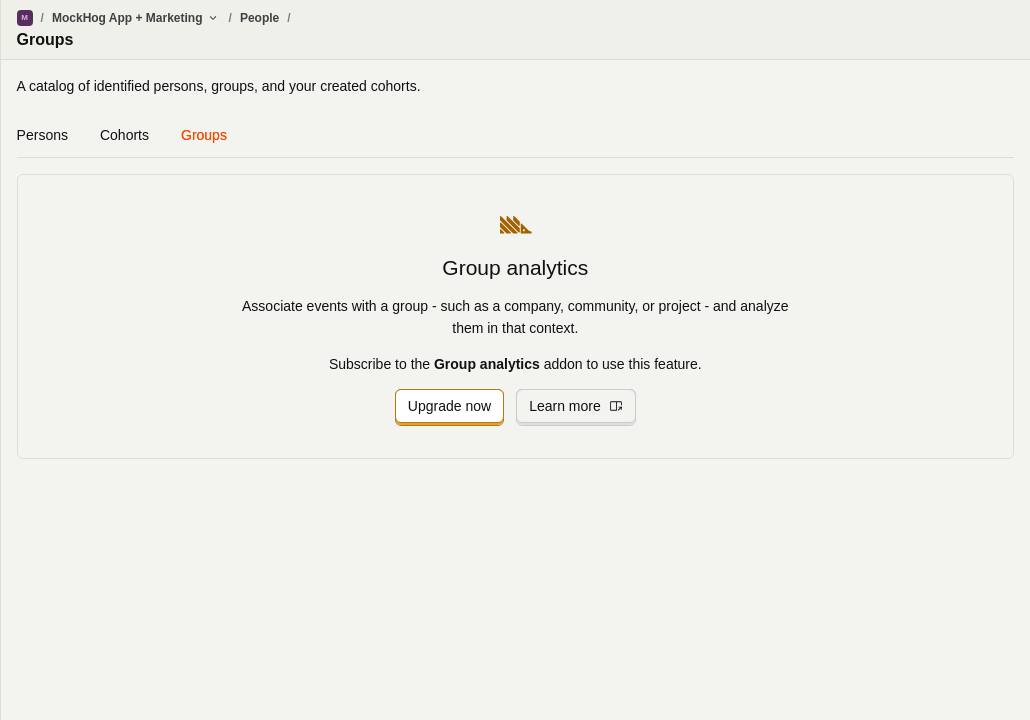 M / MockHog App + Marketing / People /
Groups
A catalog of identified persons, groups, and your created cohorts.
Persons Cohorts Groups
Group analytics
Associate events with a group - such as a company, community, or project - and analyze
them in that context.
Subscribe to the Group analytics addon to use this feature.
Upgrade now Learn more